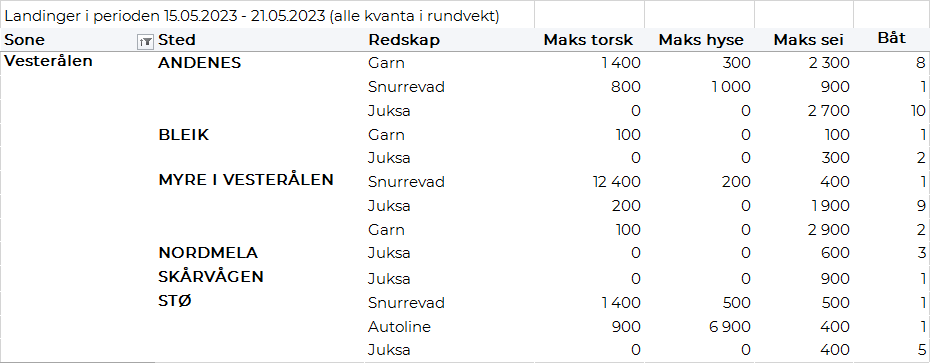 Landinger i perioden 15.05.2023 - 21.05.2023 (alle kvanta i rundvekt)
Sone Sted Redskap Maks torsk Maks hyse Maks sei Båt
Vesterålen ANDENES Garn 1 400 300 2 300 8
Snurrevad 800 1 000 900 1
Juksa 0 0 2 700 10
BLEIK Garn 100 0 100 1
Juksa 0 0 300 2
MYRE I VESTERÅLEN Snurrevad 12 400 200 400 1
Juksa 200 0 1 900 9
Garn 100 0 2 900 2
NORDMELA Juksa 0 0 600 3
SKÅRVÅGEN Juksa 0 0 900 1
STØ Snurrevad 1 400 500 500 1
Autoline 900 6 900 400 1
Juksa 0 0 400 5